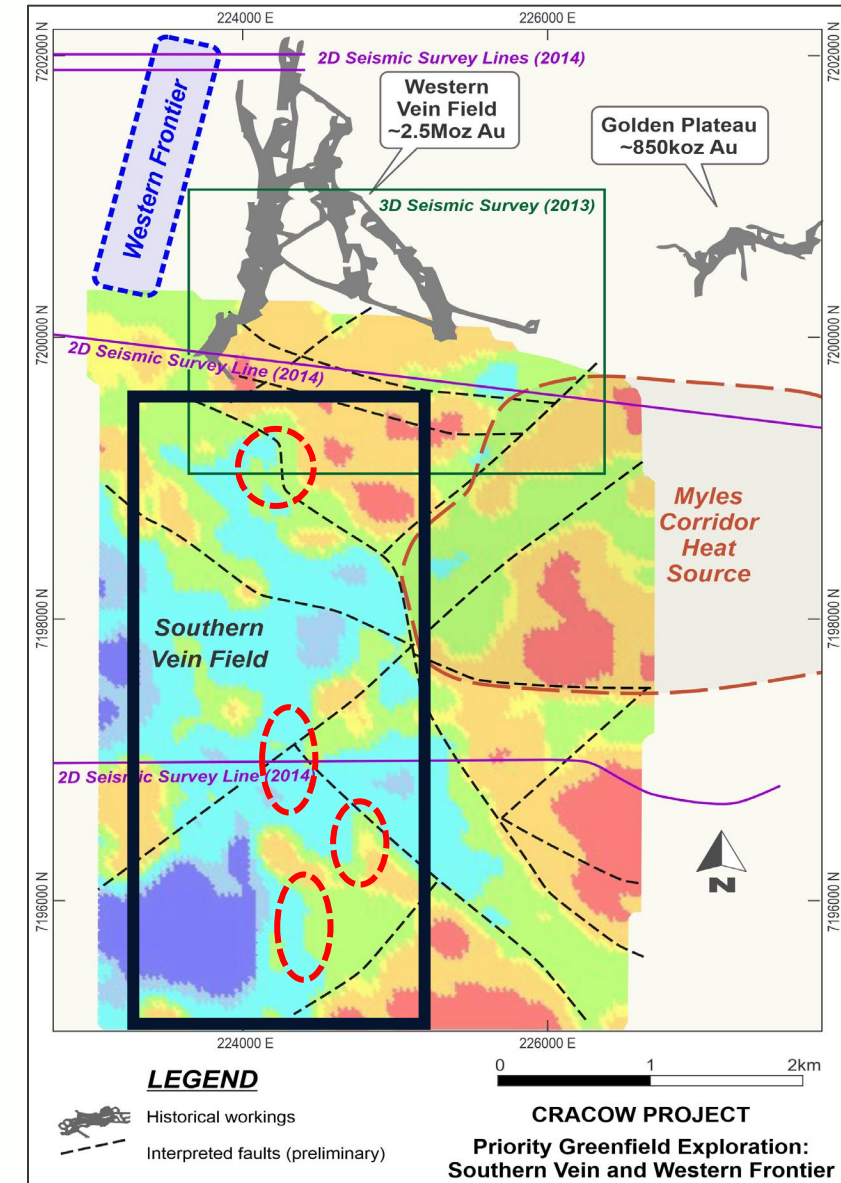 224000 E
226000 E
7202000 N
7202000 N
2D Seismic Survey Lines (2014)
Western Frontier
Western
Vein Field
~2.5Moz Au
Golden Plateau
~850koz Au
3D Seismic Survey (2013)
7200000 N
7200000 N
2D Seismic Survey Line (2014)
Myles
Corridor
Heat
Source
7198000 N
7198000 N
Southern
Vein Field
2D Seismic Survey Line (2014)
N
7196000 N
7196000 N
224000 E
226000 E
LEGEND
Historical workings
Interpreted faults (preliminary)
0
1
2km
CRACOW PROJECT
Priority Greenfield Exploration:
Southern Vein and Western Frontier